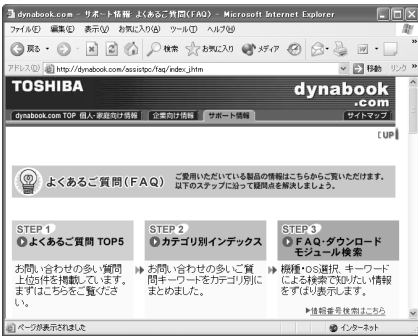 dynabook.com - サポート情報 よくあるご質問(FAQ) - Microsoft Internet Explorer
ファイル(F) 編集(E) 表示(V) お気に入り(A) ツール(T) ヘルプ(H)
戻る 検索 お気に入り メディア
アドレス(D) http://dynabook.com/assistpc/faq/index_j.htm 移動 リンク
TOSHIBA dynabook.com
dynabook.com TOP 個人・家庭向け情報 企業向け情報 サポート情報 サイトマップ
[UP]
よくあるご質問(FAQ) ご愛用いただいている製品の情報はこちらからご覧いただけます。
以下のステップに沿って疑問点を解決しましょう。
STEP 1
よくあるご質問 TOP5
お問い合わせの多い質問
上位5件を掲載しています。
まずはこちらをご覧くださ
い。
STEP 2
カテゴリ別インデックス
お問い合わせの多いご質
問キーワードをカテゴリ別に
まとめました。
STEP 3
FAQ・ダウンロード
モジュール検索
機種・OS選択、キーワード
による検索で知りたい情報
をずばり表示します。
情報番号検索はこちら
ページが表示されました インターネット